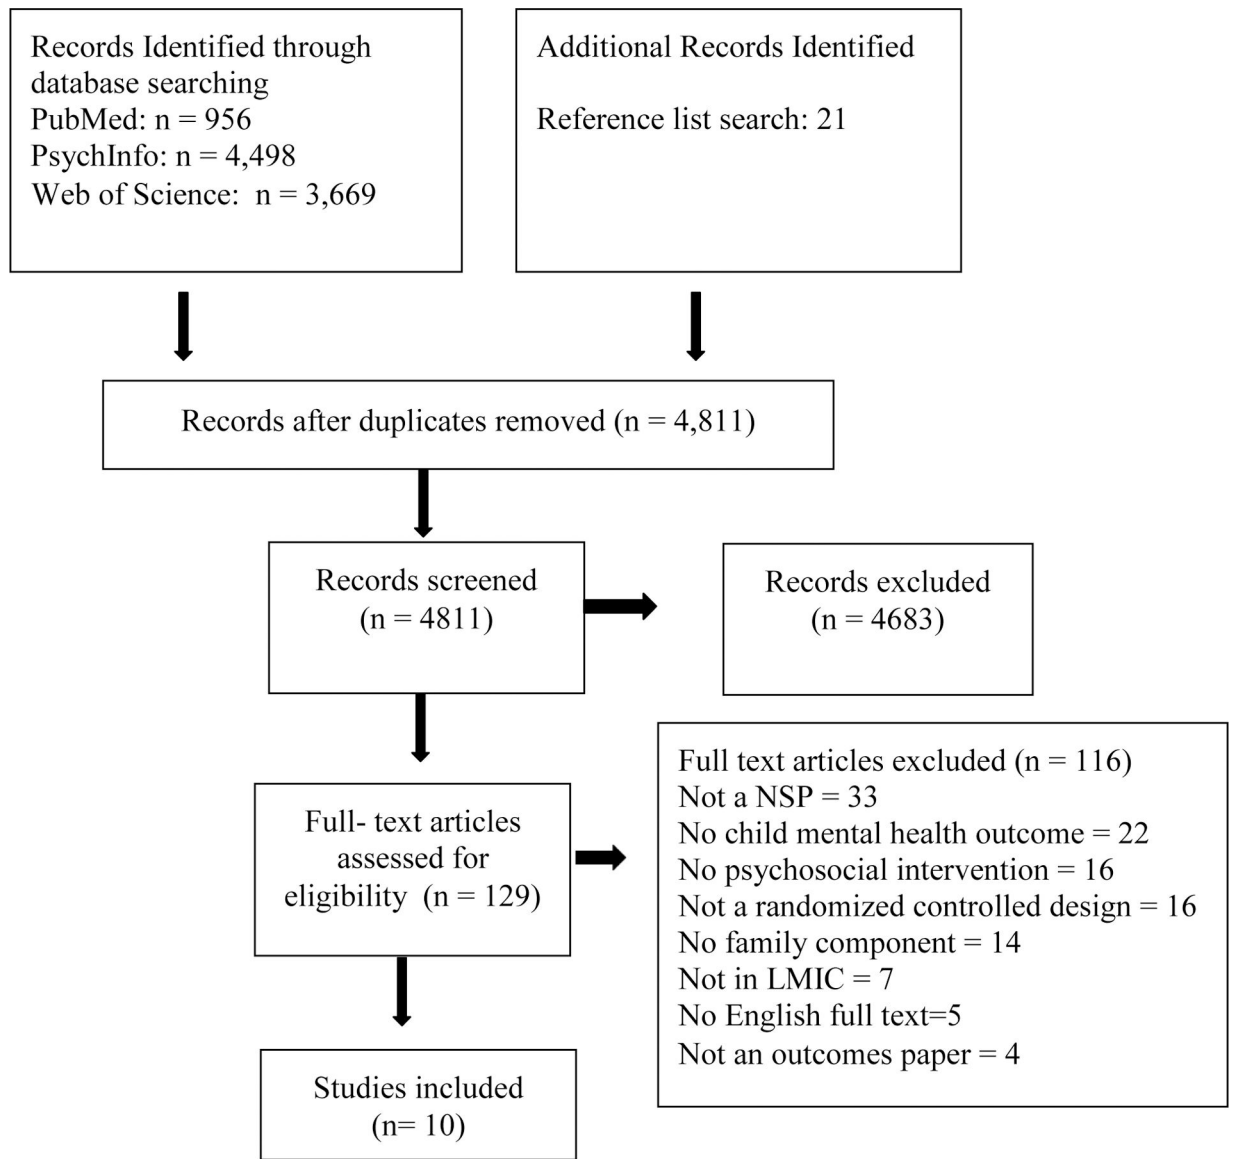 Records Identified through
database searching
PubMed: n = 956
PsychInfo: n = 4,498
Web of Science:  n = 3,669
Additional Records Identified
Reference list search: 21
Records after duplicates removed (n = 4,811)
Records screened
(n = 4811)
Records excluded
(n = 4683)
Full- text articles
assessed for
eligibility  (n = 129)
Full text articles excluded (n = 116)
Not a NSP = 33
No child mental health outcome = 22
No psychosocial intervention = 16
Not a randomized controlled design = 16
No family component = 14
Not in LMIC = 7
No English full text=5
Not an outcomes paper = 4
Studies included
(n= 10)